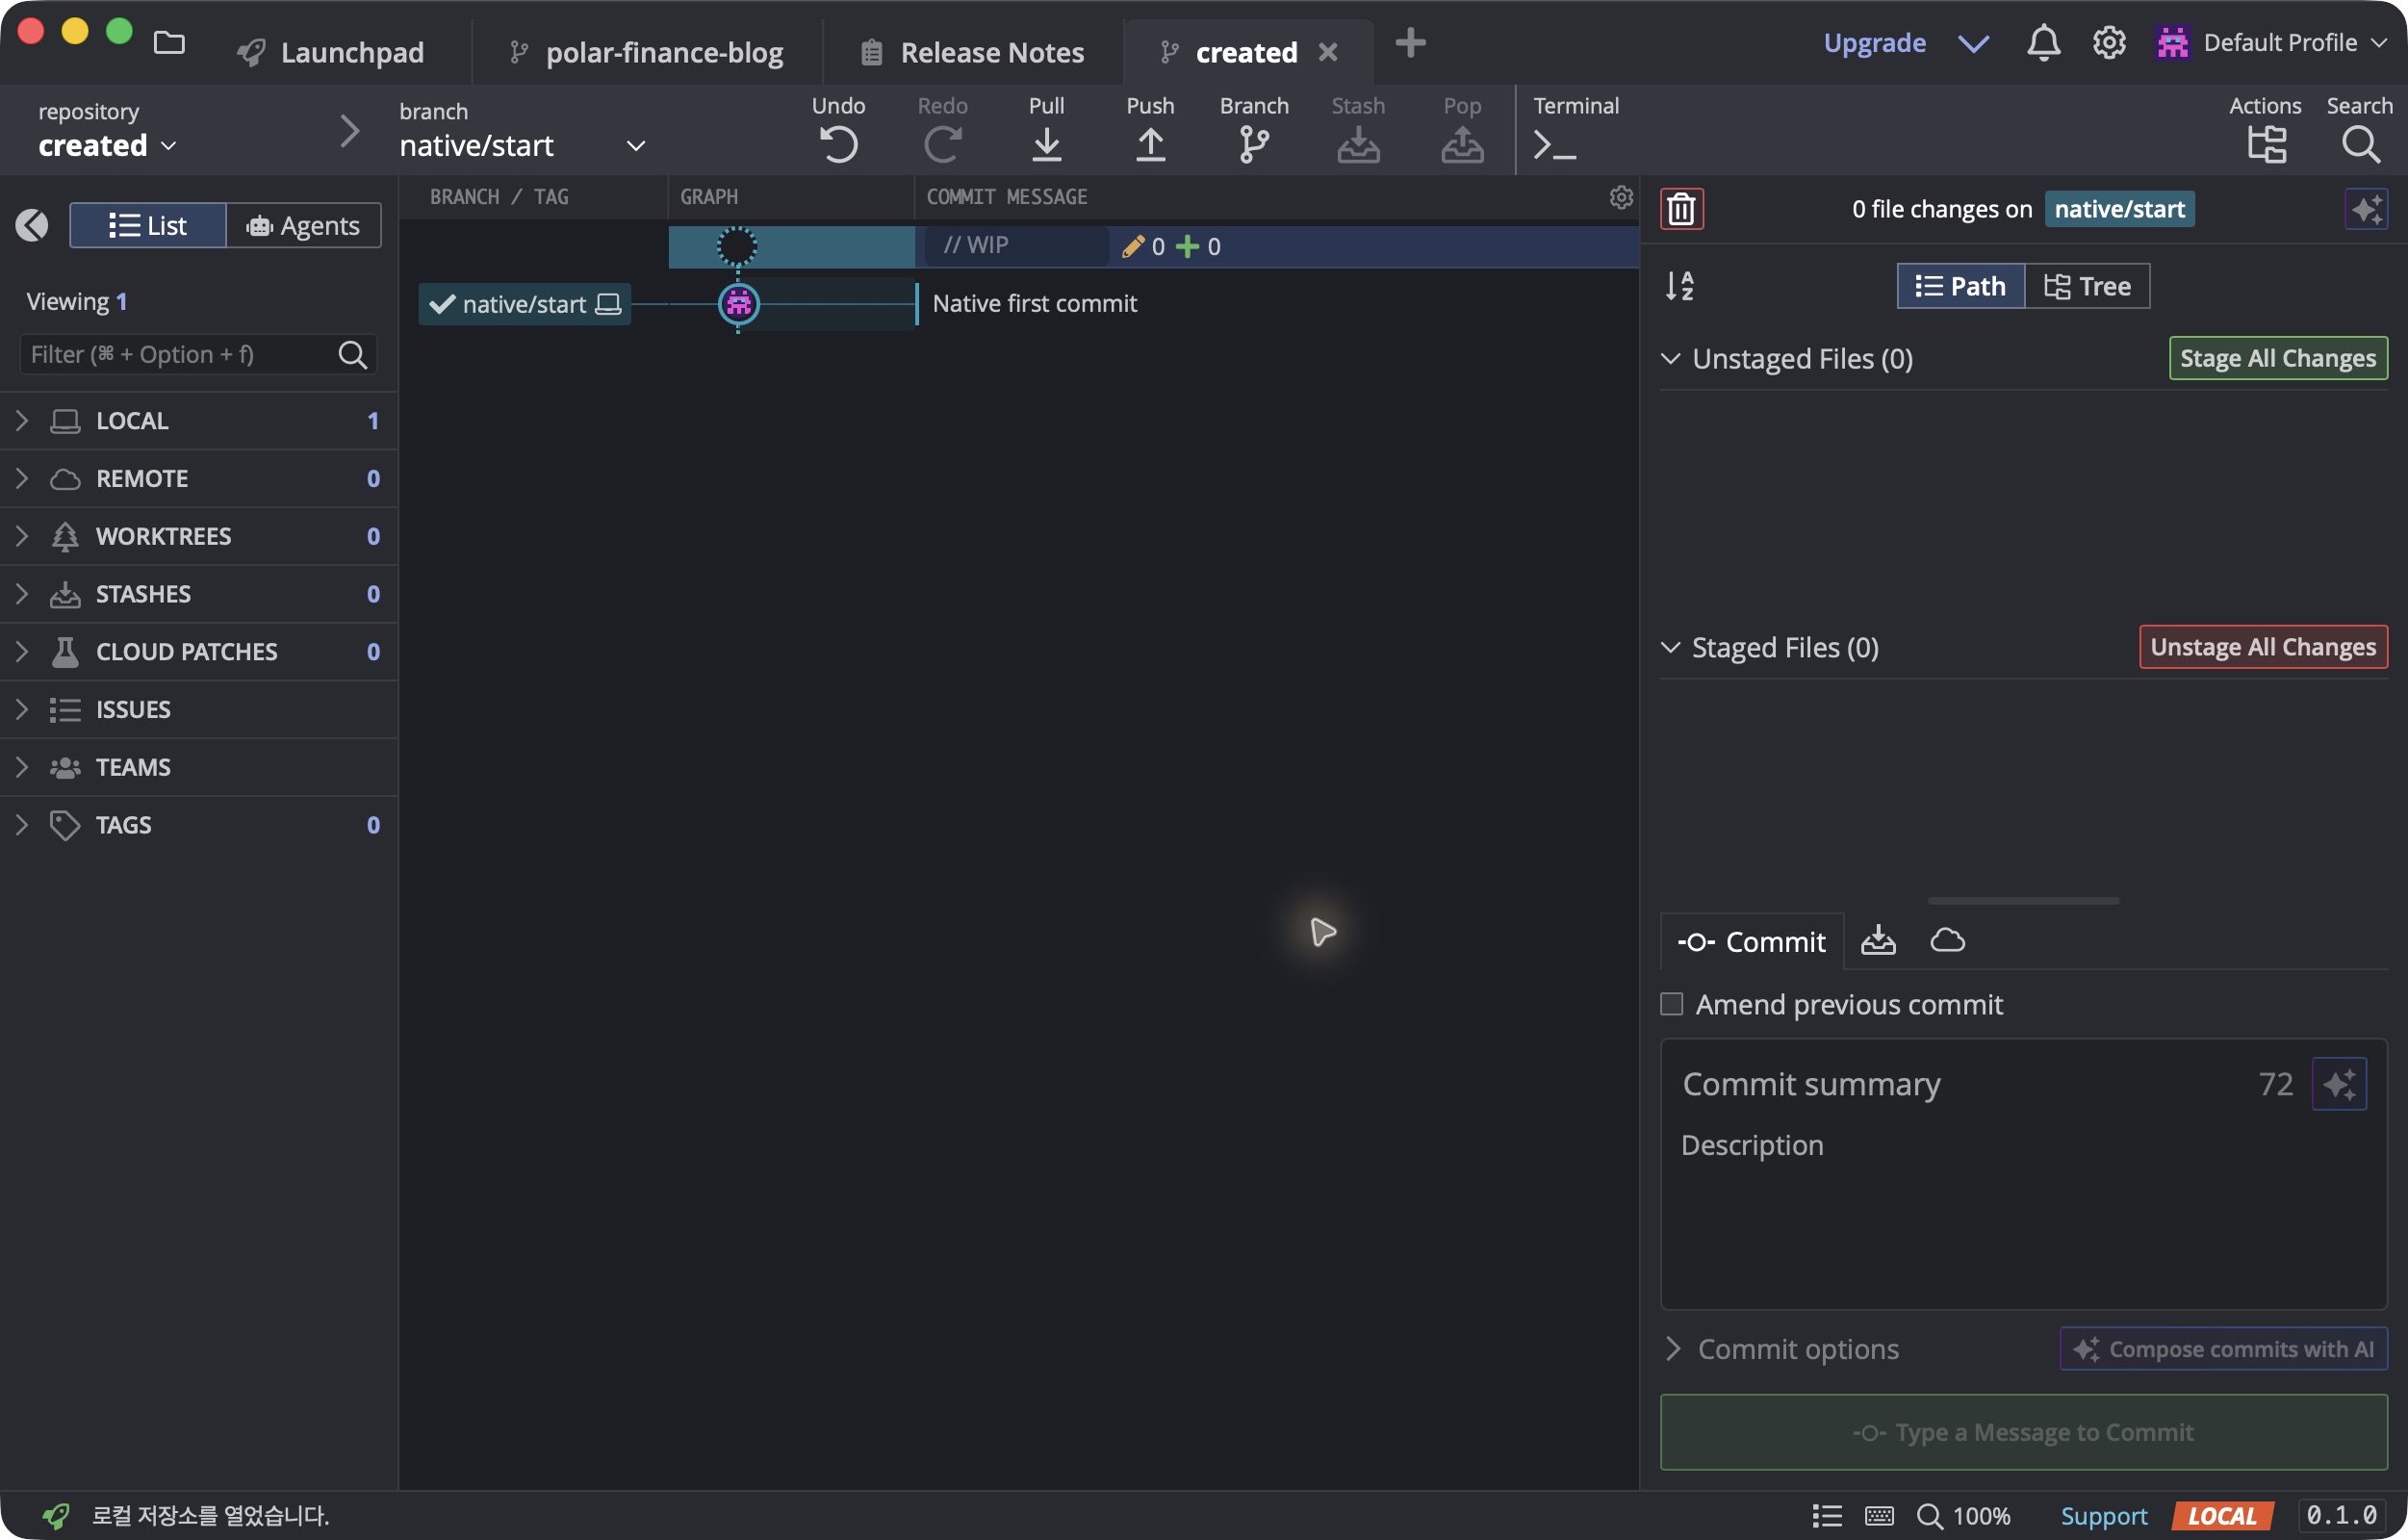 Launchpad
polar-finance-blog
Release Notes
created
Upgrade
Default Profile
repository
created
branch
native/start
Undo
Redo
Pull
Push
Branch
Stash
Pop
Terminal
Actions
Search
List
Agents
Viewing 1
Filter (⌘ + Option + f)
LOCAL 1
REMOTE 0
WORKTREES 0
STASHES 0
CLOUD PATCHES 0
ISSUES
TEAMS
TAGS 0
BRANCH / TAG
GRAPH
COMMIT MESSAGE
// WIP
0
0
native/start
Native first commit
0 file changes on native/start
Path
Tree
Unstaged Files (0)
Stage All Changes
Staged Files (0)
Unstage All Changes
Commit
Amend previous commit
Commit summary
72
Description
Commit options
Compose commits with AI
Type a Message to Commit
로컬 저장소를 열었습니다.
100%
Support
LOCAL
0.1.0